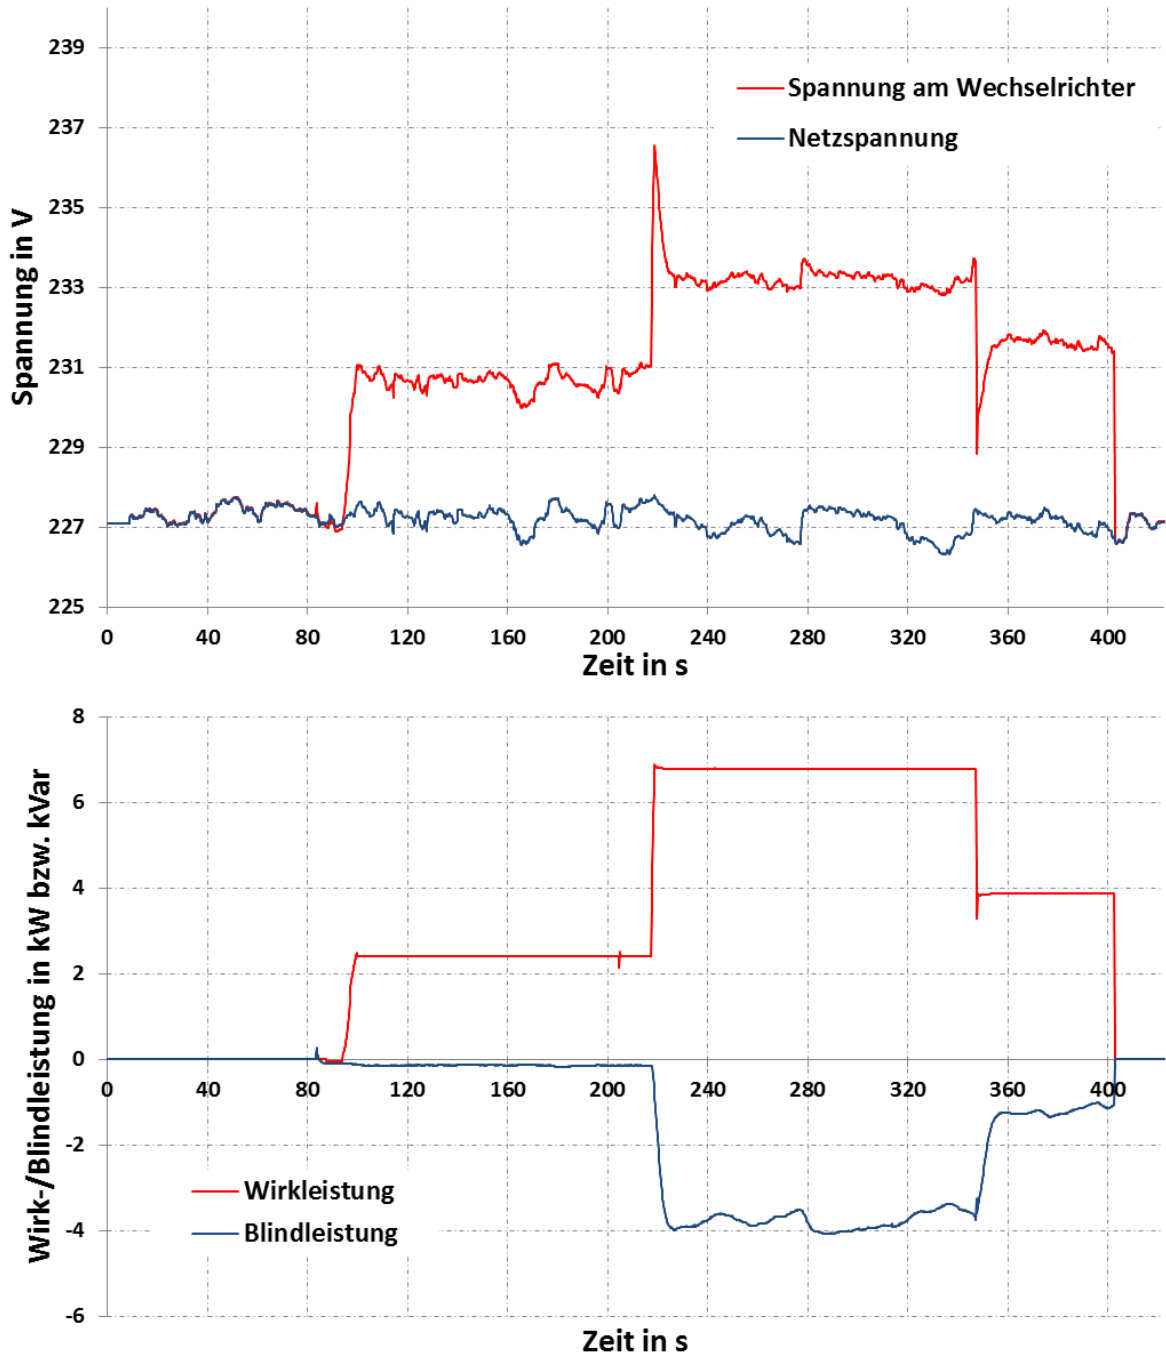 239
237
235
233
231
229
227
225
Spannung in V
Spannung am Wechselrichter
Netzspannung
0 40 80 120 160 200 240 280 320 360 400
Zeit in s
8
6
4
2
0
-2
-4
-6
Wirk-/Blindleistung in kW bzw. kVar
0 40 80 120 160 200 240 280 320 360 400
Wirkleistung
Blindleistung
Zeit in s